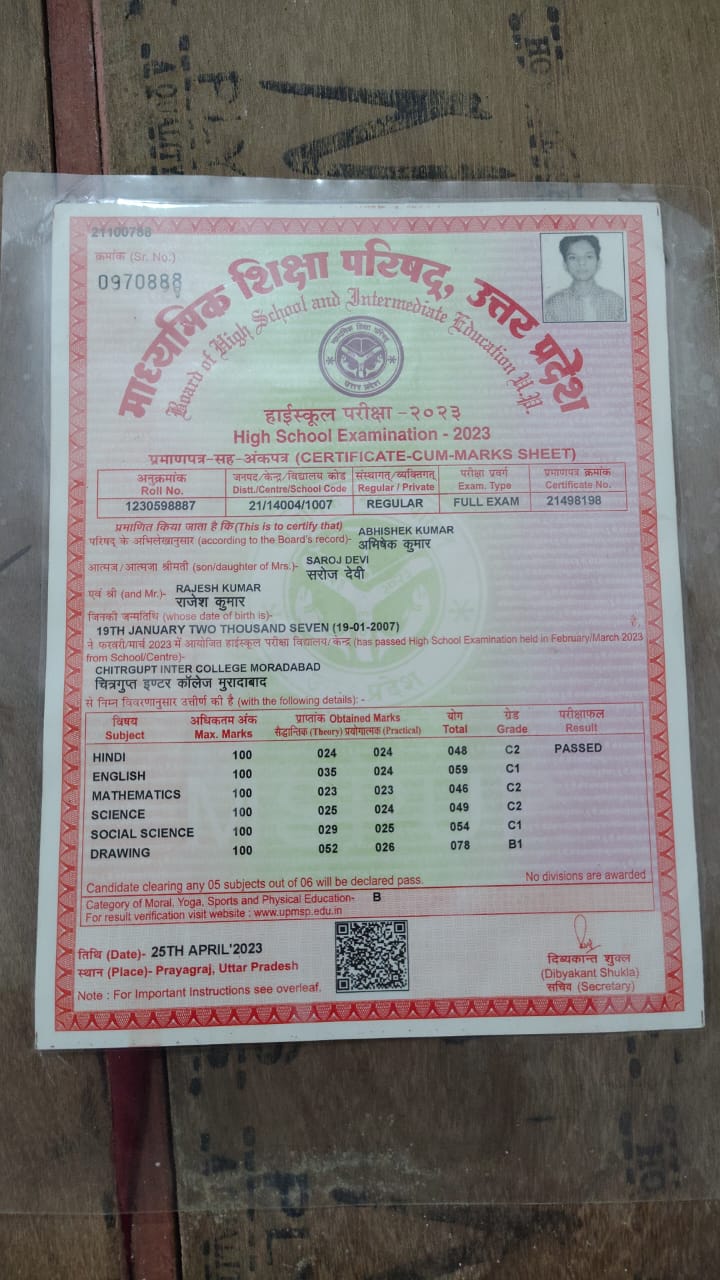 21100788
क्रमांक (Sr. No.)
0970888
माध्यमिक शिक्षा परिषद्, उत्तर प्रदेश
Board of High School and Intermediate Education U.P.
माध्यमिक शिक्षा परिषद्
उत्तर प्रदेश
हाईस्कूल परीक्षा -२०२३
High School Examination - 2023
प्रमाणपत्र-सह-अंकपत्र (CERTIFICATE-CUM-MARKS SHEET)
अनुक्रमांक जनपद/केन्द्र/विद्यालय कोड संस्थागत/व्यक्तिगत परीक्षा प्रवर्ग प्रमाणपत्र क्रमांक
Roll No. Distt./Centre/School Code Regular / Private Exam. Type Certificate No.
1230598887 21/14004/1007 REGULAR FULL EXAM 21498198
प्रमाणित किया जाता है कि(This is to certify that) ABHISHEK KUMAR
परिषद् के अभिलेखानुसार (according to the Board's record)- अभिषेक कुमार
SAROJ DEVI
आत्मज/आत्मजा श्रीमती (son/daughter of Mrs.)- सरोज देवी
RAJESH KUMAR
एवं श्री (and Mr.)- राजेश कुमार
जिनकी जन्मतिथि (whose date of birth is)-
19TH JANUARY TWO THOUSAND SEVEN (19-01-2007) है,
ने फरवरी/मार्च 2023 में आयोजित हाईस्कूल परीक्षा विद्यालय/केन्द्र (has passed High School Examination held in February/March 2023
from School/Centre)-
CHITRGUPT INTER COLLEGE MORADABAD
चित्रगुप्त इण्टर कॉलेज मुरादाबाद
से निम्न विवरणानुसार उत्तीर्ण की है (with the following details): -
विषय अधिकतम अंक प्राप्तांक Obtained Marks योग ग्रेड परीक्षाफल
Subject Max. Marks सैद्धान्तिक (Theory) प्रयोगात्मक (Practical) Total Grade Result
HINDI 100 024 024 048 C2 PASSED
ENGLISH 100 035 024 059 C1
MATHEMATICS 100 023 023 046 C2
SCIENCE 100 025 024 049 C2
SOCIAL SCIENCE 100 029 025 054 C1
DRAWING 100 052 026 078 B1
Candidate clearing any 05 subjects out of 06 will be declared pass. No divisions are awarded
Category of Moral, Yoga, Sports and Physical Education- B
For result verification visit website : www.upmsp.edu.in
तिथि (Date)- 25TH APRIL'2023
स्थान (Place)- Prayagraj, Uttar Pradesh
Note : For Important Instructions see overleaf.
दिब्यकान्त शुक्ल
(Dibyakant Shukla)
सचिव (Secretary)